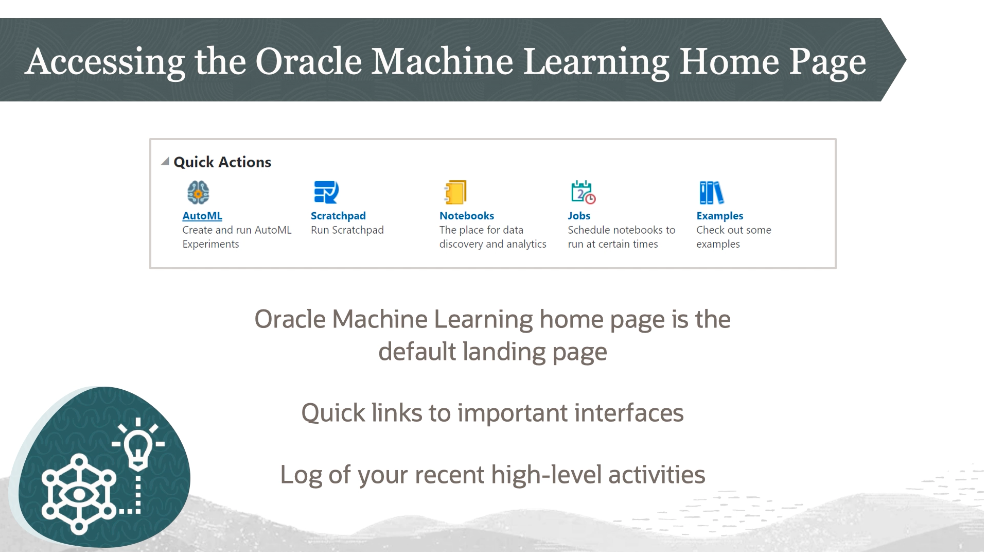 Accessing the Oracle Machine Learning Home Page
Quick Actions
AutoML
Create and run AutoML
Experiments
Scratchpad
Run Scratchpad
Notebooks
The place for data
discovery and analytics
2
Jobs
Schedule notebooks to
run at certain times
Examples
Check out some
examples
Oracle Machine Learning home page is the
default landing page
Quick links to important interfaces
Log of your recent high-level activities